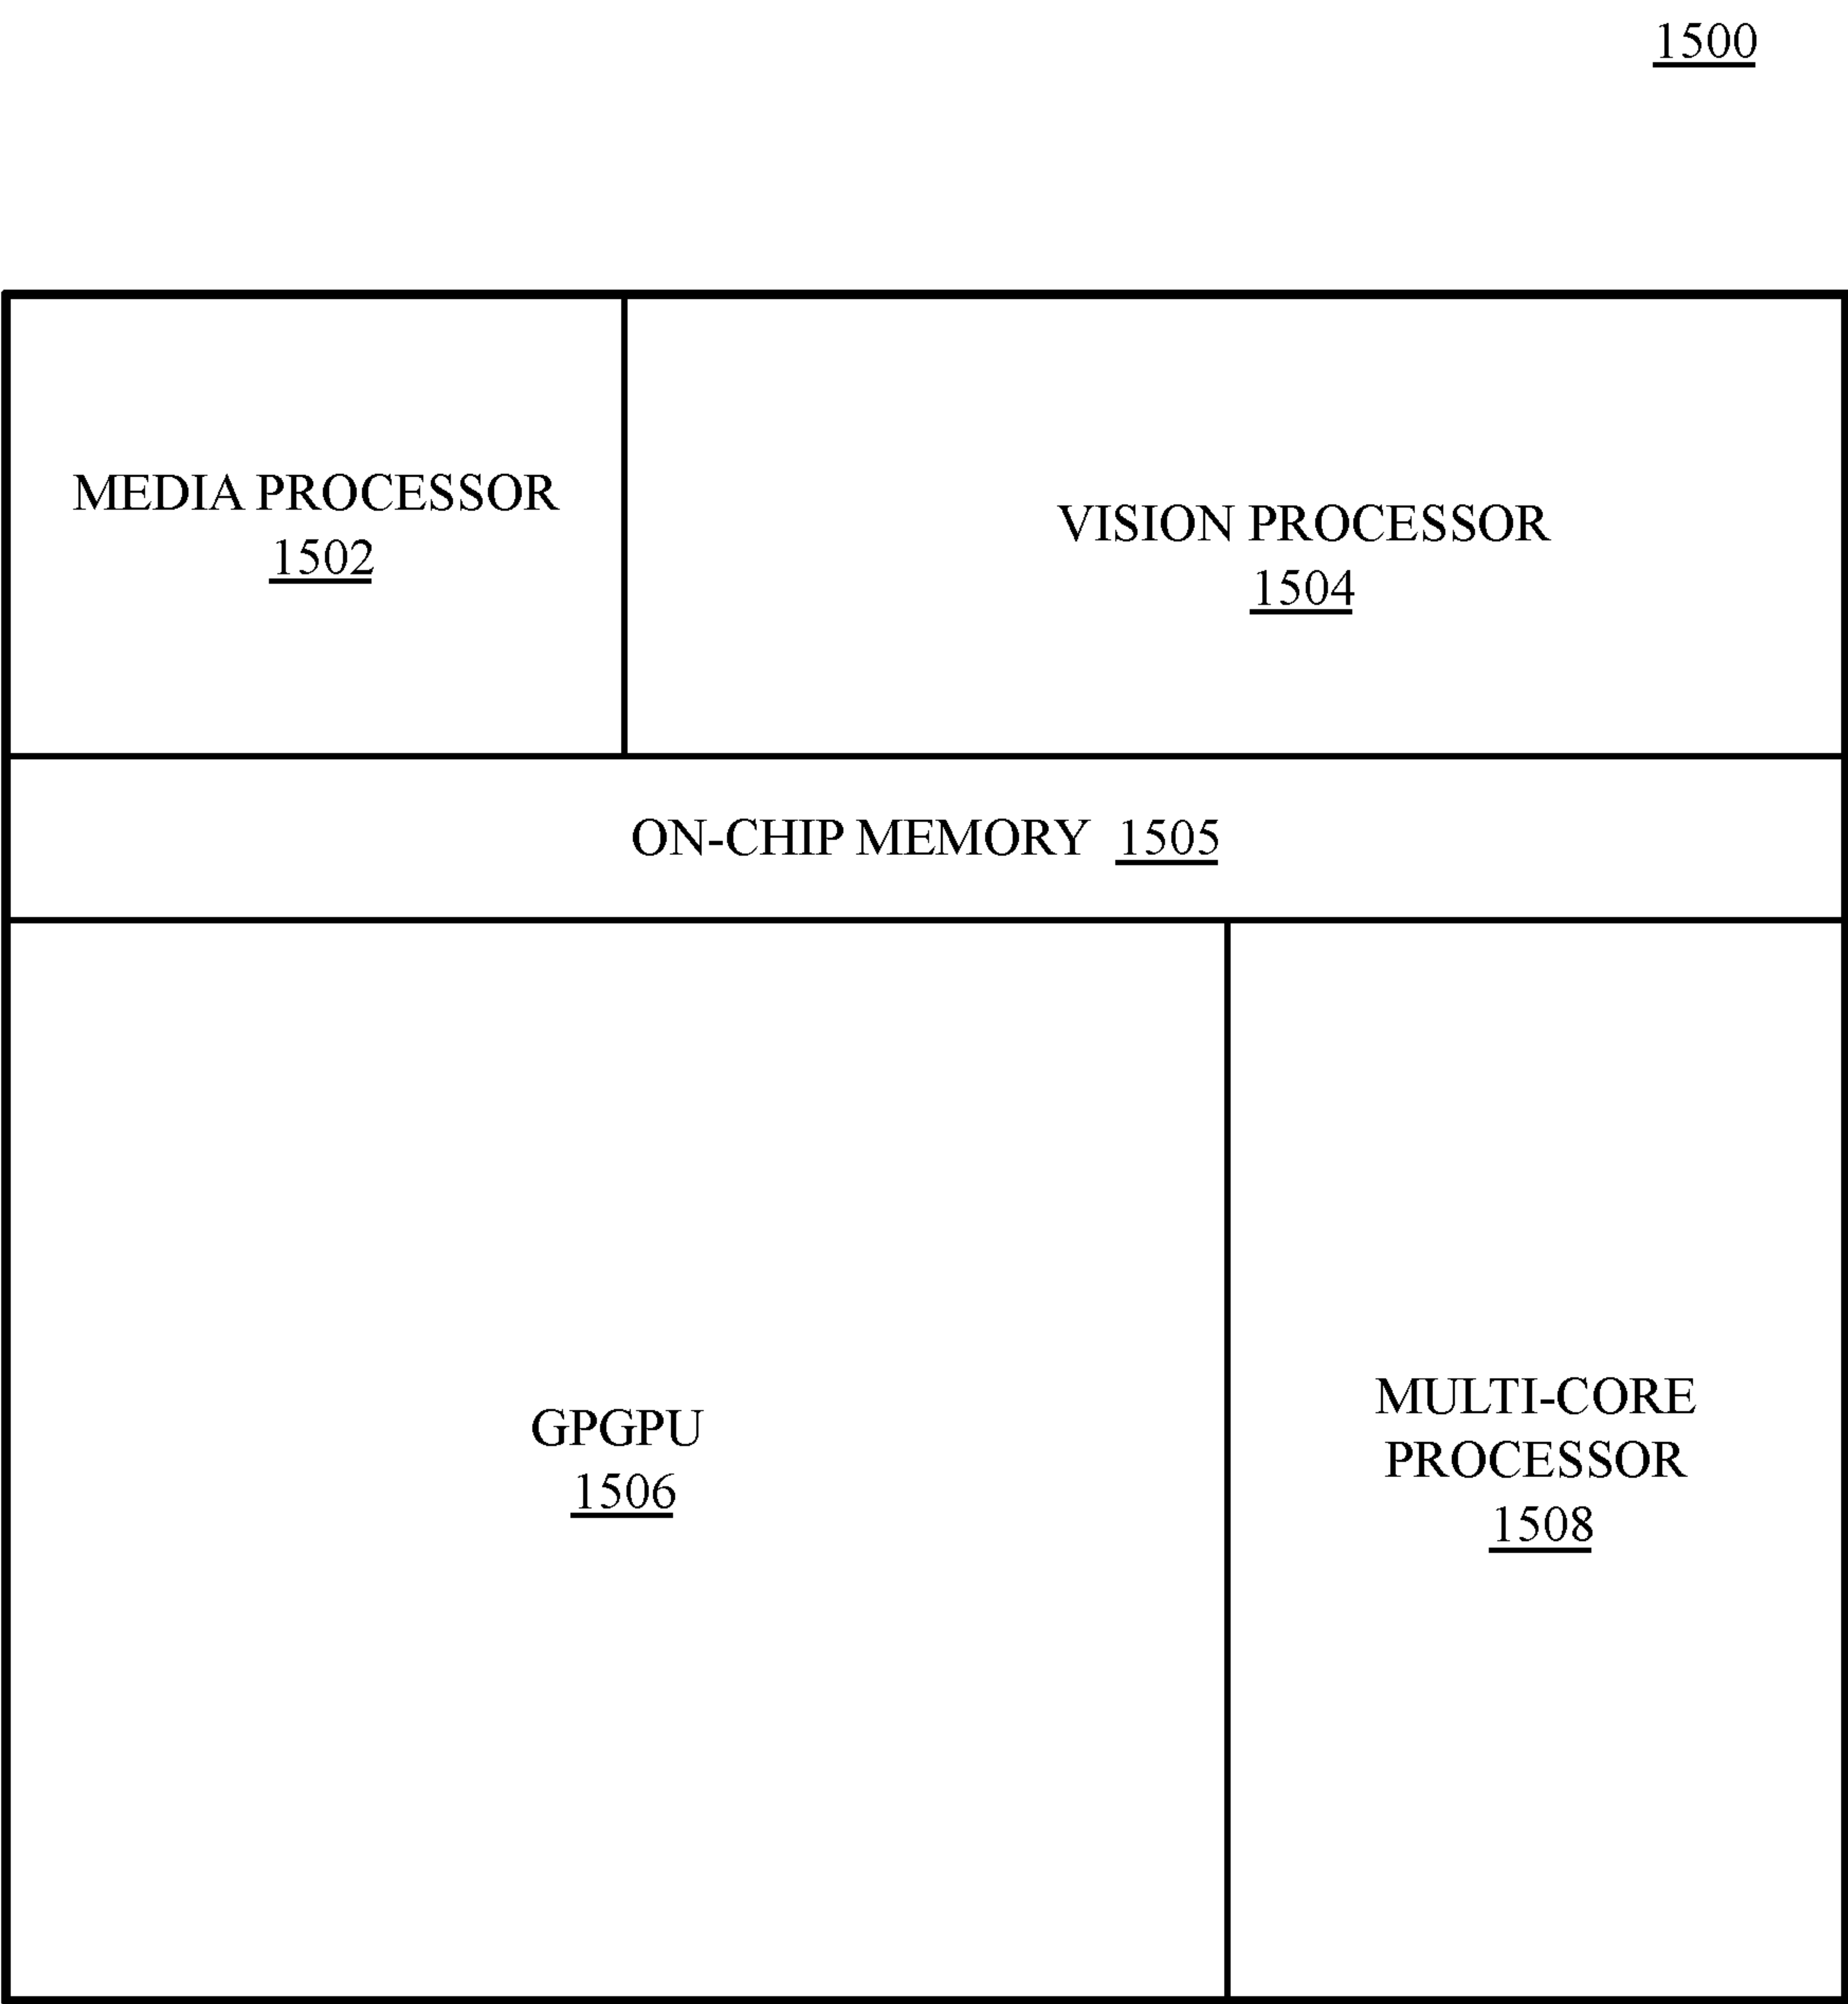 1500
MEDIA PROCESSOR
1502
VISION PROCESSOR
1504
ON-CHIP MEMORY 1505
GPGPU
1506
MULTI-CORE
PROCESSOR
1508